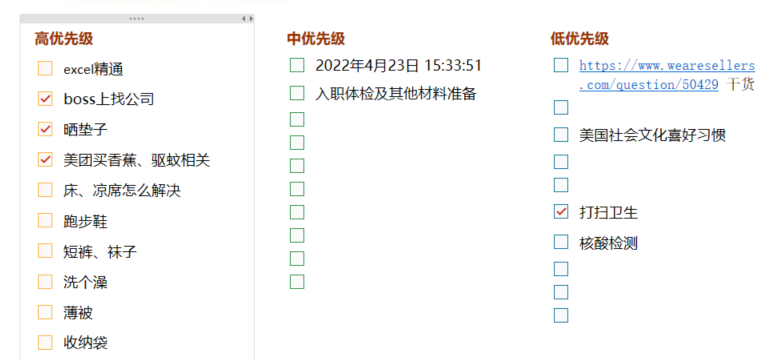 高优先级
excel精通
boss上找公司
晒垫子
美团买香蕉、驱蚊相关
床、凉席怎么解决
跑步鞋
短裤、袜子
洗个澡
薄被
收纳袋
中优先级
2022年4月23日 15:33:51
入职体检及其他材料准备
低优先级
https://www.wearesellers
.com/question/50429 干货
美国社会文化喜好习惯
打扫卫生
核酸检测